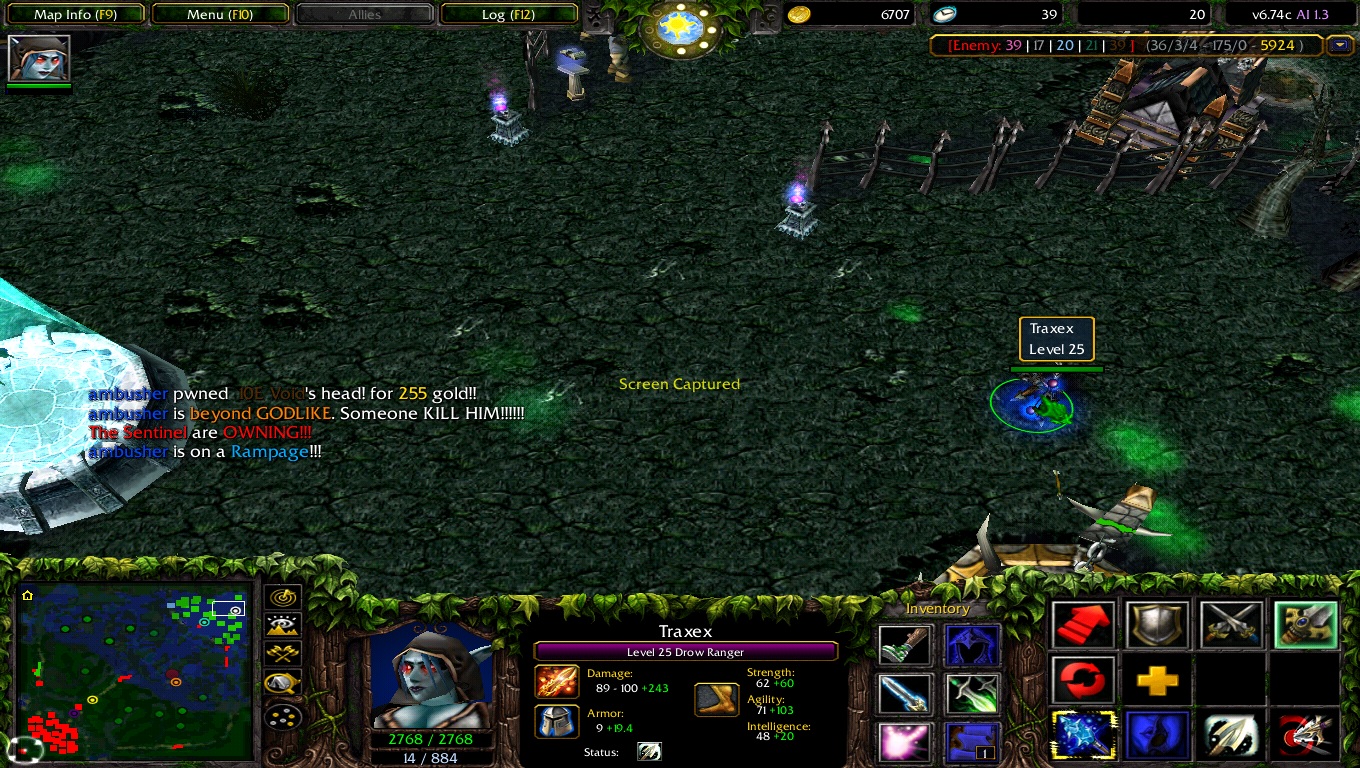 Map Info (F9)
Menu (F10)
Allies
Log (F12)
6707
39
20
v6.74c AI 1.3
[Enemy: 39 | 17 | 20 | 21 | 39 | (36/3/4 - 175/0 - 5924 )
Traxex
Level 25
Screen Captured
ambusher pwned IOE Void's head! for 255 gold!!
ambusher is beyond GODLIKE. Someone KILL HIM!!!!!!
The Sentinel are OWNING!!!
ambusher is on a Rampage!!!
Traxex
Level 25 Drow Ranger
Damage:
89 - 100 +243
Armor:
9 +19.4
Status:
Strength:
62 +60
Agility:
71 +103
Intelligence:
48 +20
2768 / 2768
14 / 884
Inventory
1